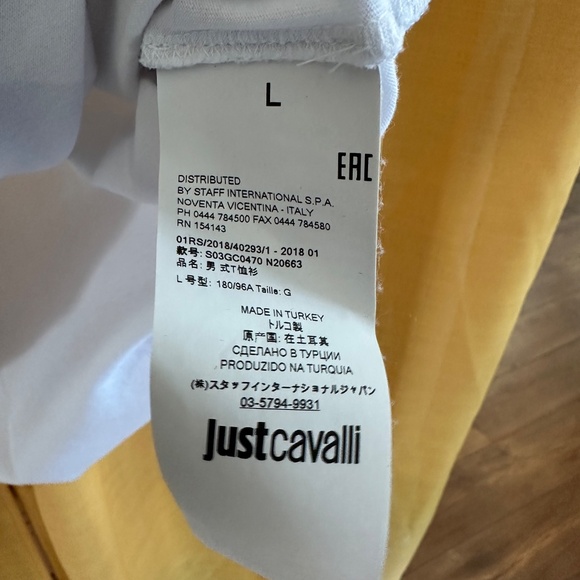 L
EAC
DISTRIBUTED
BY STAFF INTERNATIONAL S.P.A.
NOVENTA VICENTINA - ITALY
PH 0444 784500 FAX 0444 784580
RN 154143
01RS/2018/40293/1 - 2018 01
款号: S03GC0470 N20663
品名: 男 式T恤衫
L 号型: 180/96A Taille: G
MADE IN TURKEY
トルコ製
原产国: 在土耳其
СДЕЛАНО В ТУРЦИИ
PRODUZIDO NA TURQUIA
(株)スタッフインターナショナルジャパン
03-5794-9931
justcavalli